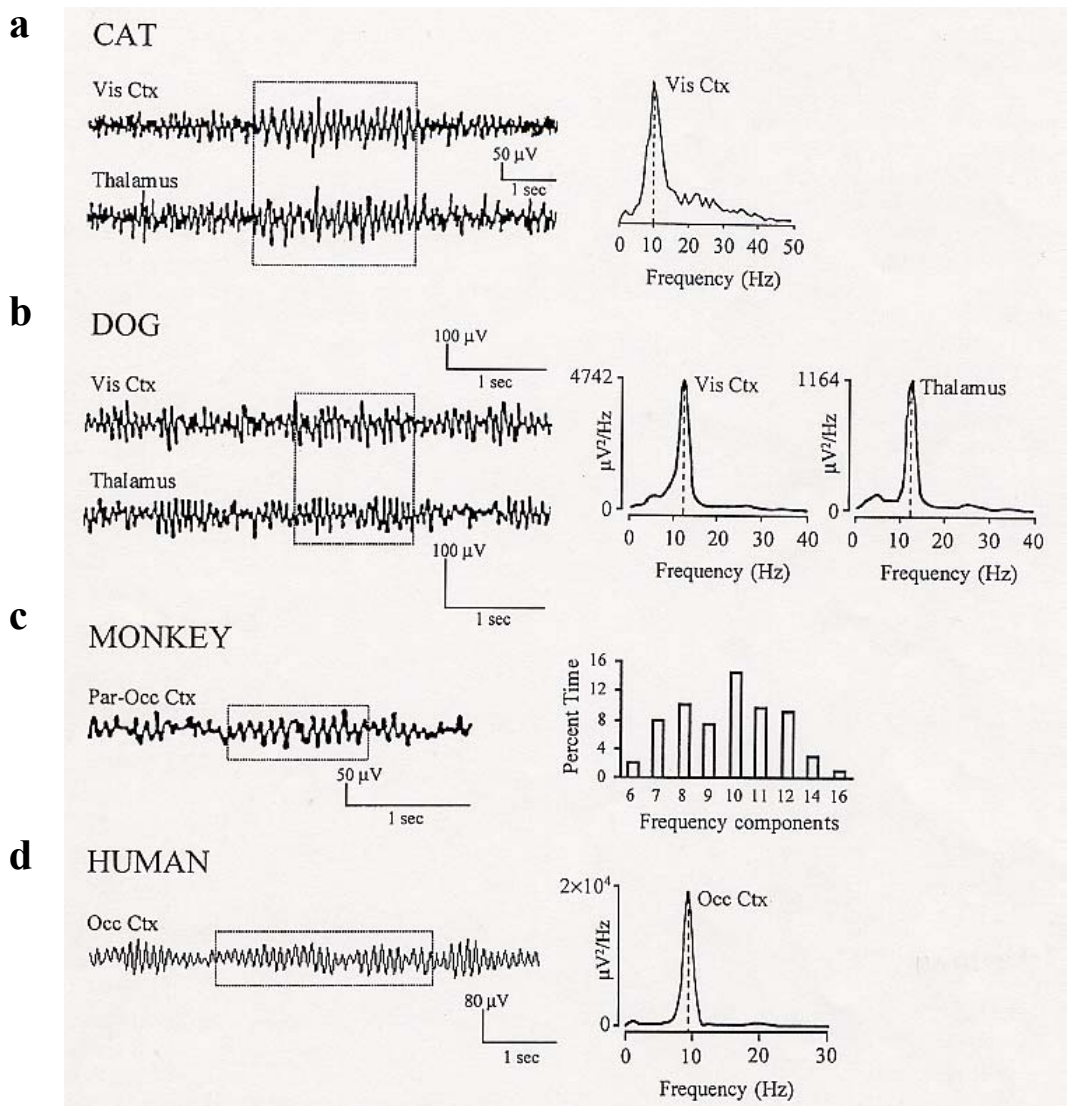 a
CAT
Vis Ctx
50 μV
1 sec
Thalamus
Vis Ctx
0 10 20 30 40 50
Frequency (Hz)
b
DOG
100 μV
1 sec
Vis Ctx
Thalamus
100 μV
1 sec
4742
μV²/Hz
0
Vis Ctx
0 10 20 30 40
Frequency (Hz)
1164
μV²/Hz
0
Thalamus
0 10 20 30 40
Frequency (Hz)
c
MONKEY
Par-Occ Ctx
50 μV
1 sec
Percent Time
16
12
8
4
0
6 7 8 9 10 11 12 14 16
Frequency components
d
HUMAN
Occ Ctx
80 μV
1 sec
2×10⁴
μV²/Hz
0
Occ Ctx
0 10 20 30
Frequency (Hz)